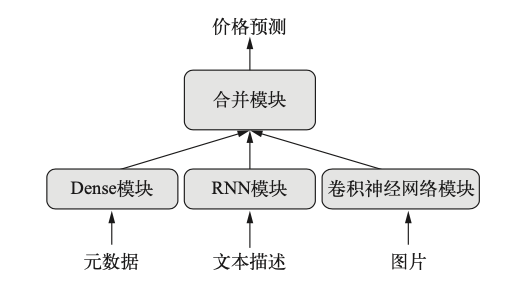 价格预测
合并模块
Dense模块
RNN模块
卷积神经网络模块
元数据
文本描述
图片